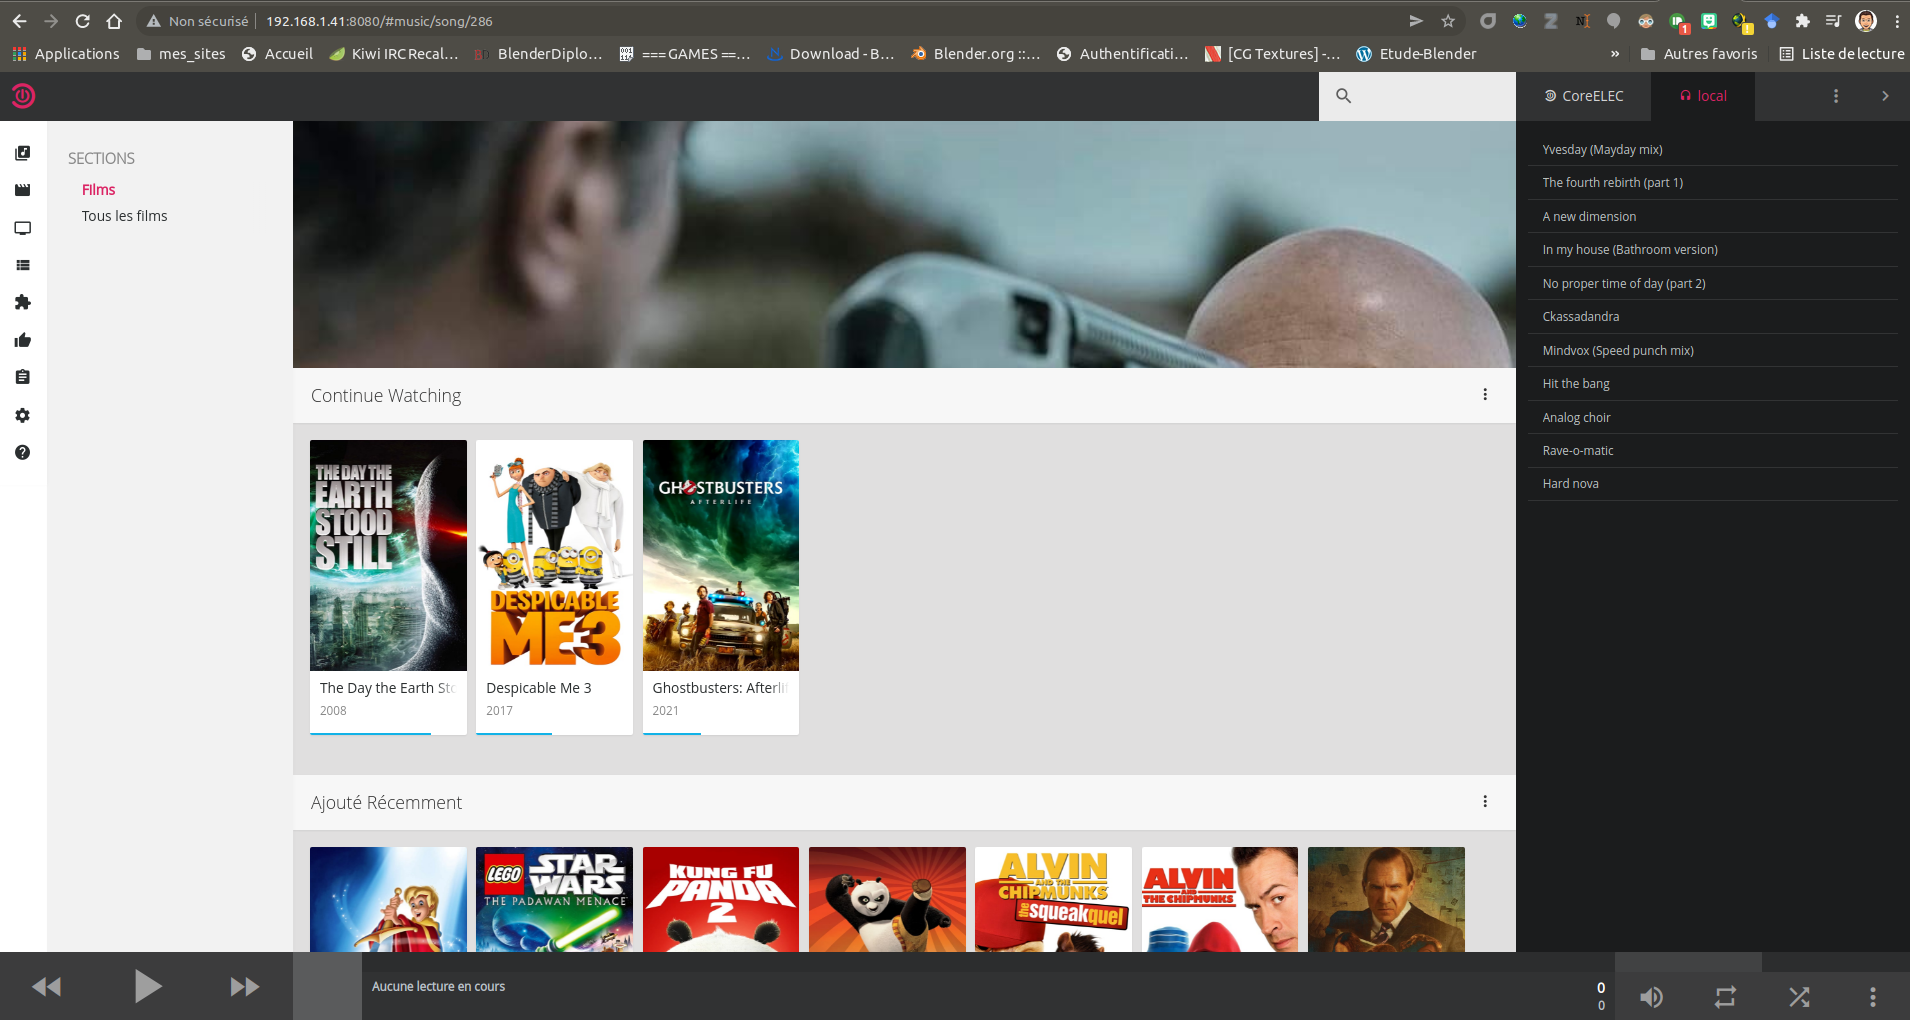 Non sécurisé 192.168.1.41:8080/#music/song/286
1
Applications mes_sites Accueil Kiwi IRC Recal... BlenderDiplo... === GAMES ==... Download - B... Blender.org ::... Authentificati... [CG Textures] -... Etude-Blender » Autres favoris Liste de lecture
CoreELEC local
SECTIONS
Films
Tous les films
Continue Watching
THE DAY THE
EARTH
STOOD
STILL
DESPICABLE
ME3
GHOSTBUSTERS
AFTERLIFE
The Day the Earth Sto
2008
Despicable Me 3
2017
Ghostbusters: Afterlif
2021
Ajouté Récemment
LEGO STAR
WARS
THE PADAWAN MENACE
KUNG FU
PANDA
2
ALVIN
AND THE
CHIPMUNKS
the Squeakquel
ALVIN
AND
THE CHIPMUNKS
Yvesday (Mayday mix)
The fourth rebirth (part 1)
A new dimension
In my house (Bathroom version)
No proper time of day (part 2)
Ckassadandra
Mindvox (Speed punch mix)
Hit the bang
Analog choir
Rave-o-matic
Hard nova
Aucune lecture en cours
0
0